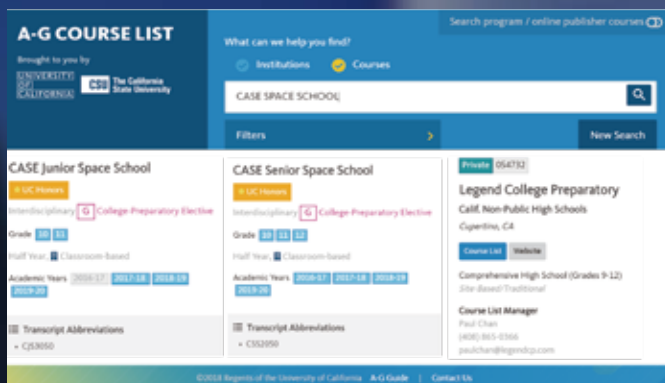 A-G COURSE LIST
Brought to you by
UNIVERSITY
OF
CALIFORNIA
CSU The California
State University
Search program / online publisher courses
What can we help you find?
Institutions
Courses
CASE SPACE SCHOOL
Filters
New Search
CASE Junior Space School
UC Honors
Interdisciplinary G College-Preparatory Elective
Grade 10 11
Half Year, Classroom-based
Academic Years 2016-17 2017-18 2018-19
2019-20
Transcript Abbreviations
• CJS3050
CASE Senior Space School
UC Honors
Interdisciplinary G College-Preparatory Elective
Grade 10 11 12
Half Year, Classroom-based
Academic Years 2016-17 2017-18 2018-19
2019-20
Transcript Abbreviations
• CSS2050
Private 054732
Legend College Preparatory
Calif. Non-Public High Schools
Cupertino, CA
Course List Website
Comprehensive High School (Grades 9-12)
Site-Based/Traditional
Course List Manager
Paul Chan
(408) 865-0366
paulchan@legendcp.com
©2018 Regents of the University of California A-G Guide | Contact Us